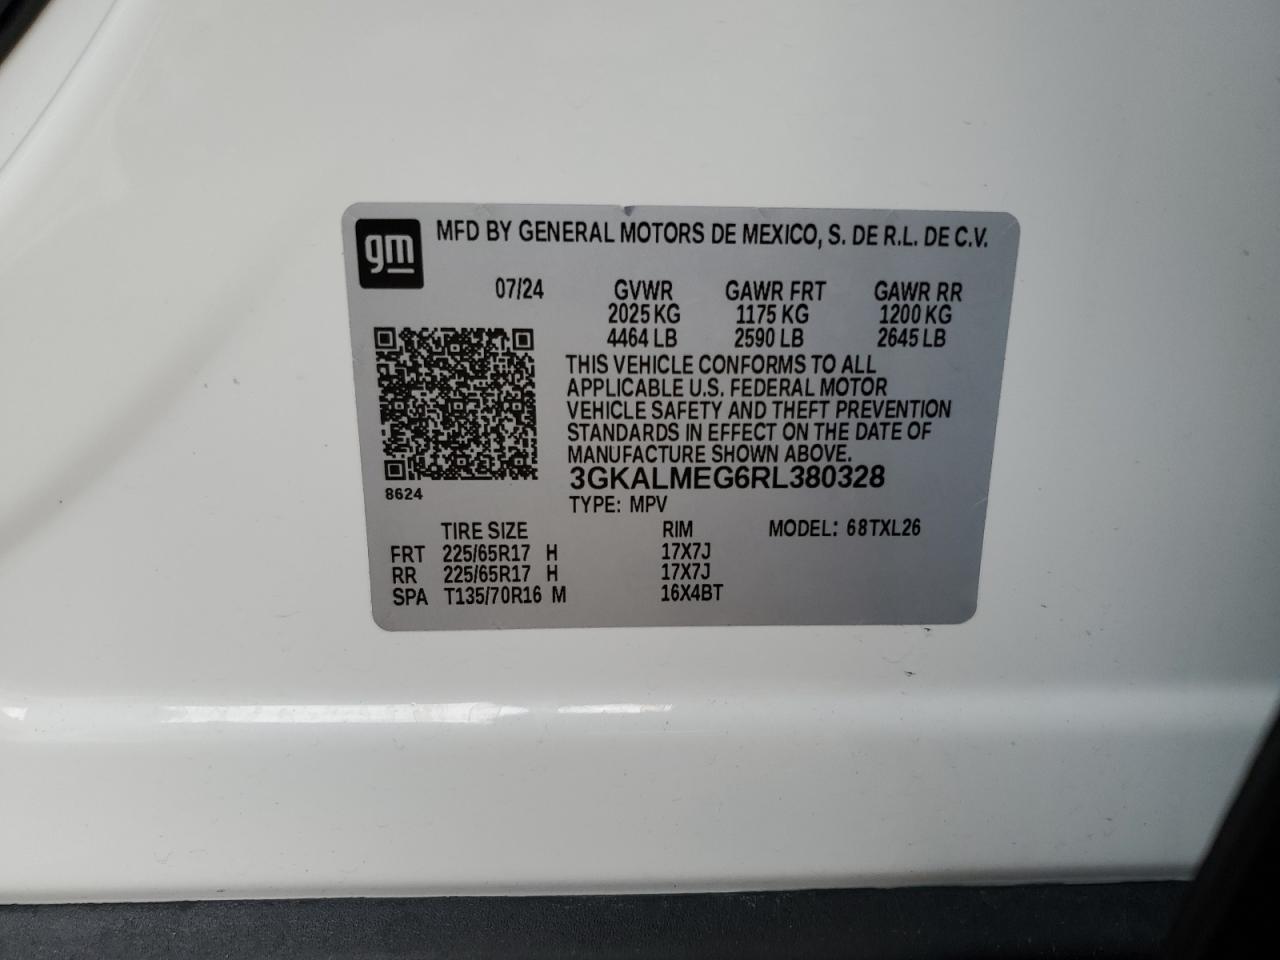 gm
MFD BY GENERAL MOTORS DE MEXICO, S. DE R.L. DE C.V.
07/24 GVWR GAWR FRT GAWR RR
2025 KG 1175 KG 1200 KG
4464 LB 2590 LB 2645 LB
THIS VEHICLE CONFORMS TO ALL
APPLICABLE U.S. FEDERAL MOTOR
VEHICLE SAFETY AND THEFT PREVENTION
STANDARDS IN EFFECT ON THE DATE OF
MANUFACTURE SHOWN ABOVE.
3GKALMEG6RL380328
8624
TYPE: MPV
TIRE SIZE RIM MODEL: 68TXL26
FRT 225/65R17 H 17X7J
RR 225/65R17 H 17X7J
SPA T135/70R16 M 16X4BT